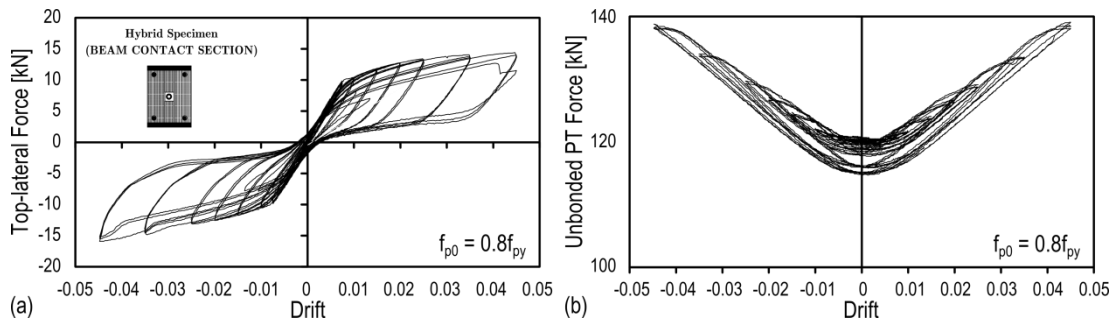 20
15
10
5
0
-5
-10
-15
-20
Top-lateral Force [kN]
Hybrid Specimen
(BEAM CONTACT SECTION)
f_p0 = 0.8f_py
-0.05 -0.04 -0.03 -0.02 -0.01 0 0.01 0.02 0.03 0.04 0.05
(a) Drift
140
120
100
Unbonded PT Force [kN]
f_p0 = 0.8f_py
-0.05 -0.04 -0.03 -0.02 -0.01 0.00 0.01 0.02 0.03 0.04 0.05
(b) Drift